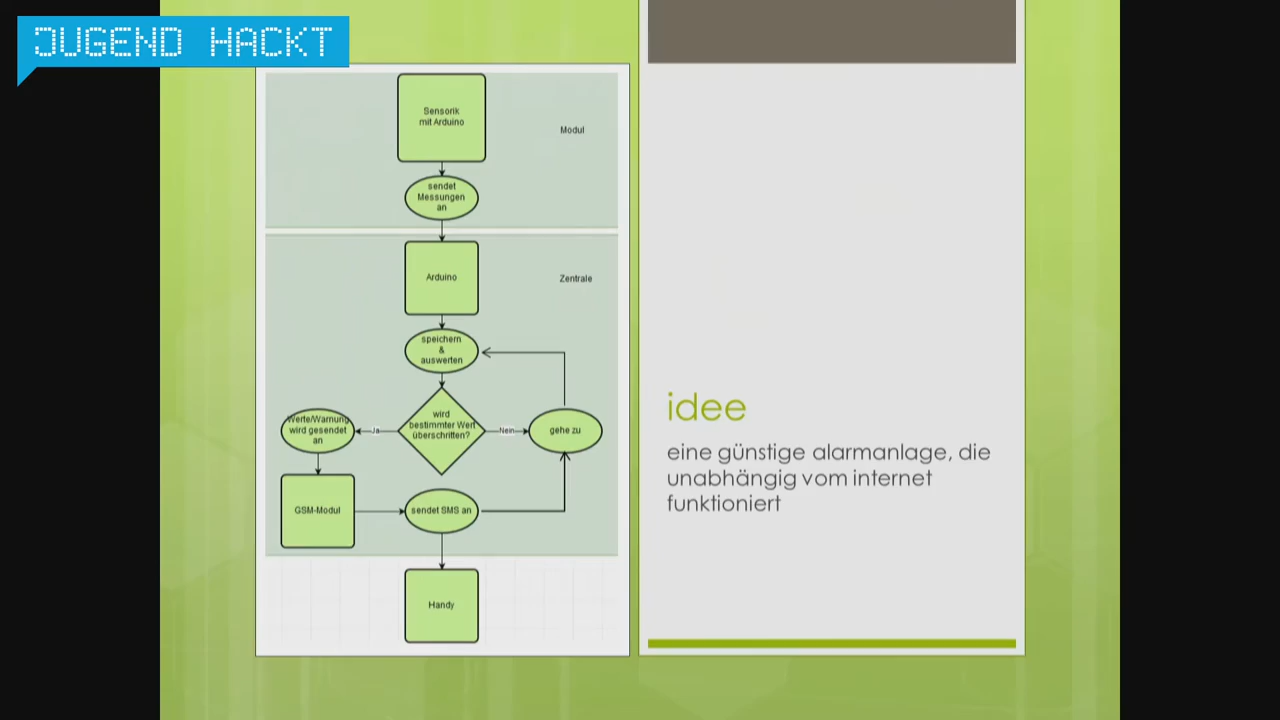 JUGEND HACKT
Sensorik
mit Arduino
Modul
sendet
Messungen
an
Arduino
Zentrale
speichern
&
auswerten
wird
bestimmter Wert
überschritten?
Ja
Nein
Werte/Warnung
wird gesendet
an
gehe zu
GSM-Modul
sendet SMS an
Handy
idee
eine günstige alarmanlage, die
unabhängig vom internet
funktioniert